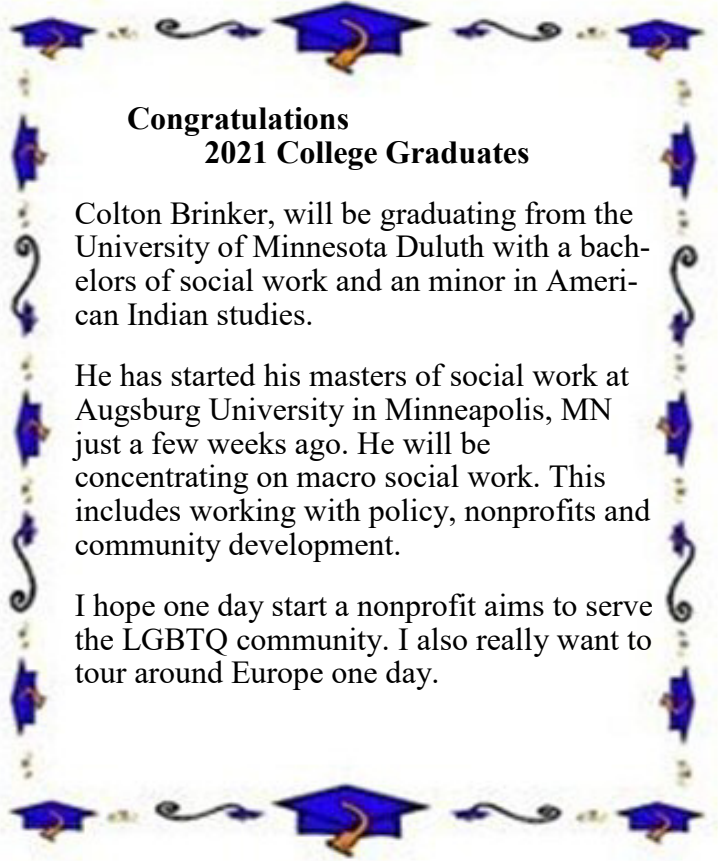 Congratulations
2021 College Graduates
Colton Brinker, will be graduating from the
University of Minnesota Duluth with a bach-
elors of social work and an minor in Ameri-
can Indian studies.
He has started his masters of social work at
Augsburg University in Minneapolis, MN
just a few weeks ago. He will be
concentrating on macro social work. This
includes working with policy, nonprofits and
community development.
I hope one day start a nonprofit aims to serve
the LGBTQ community. I also really want to
tour around Europe one day.